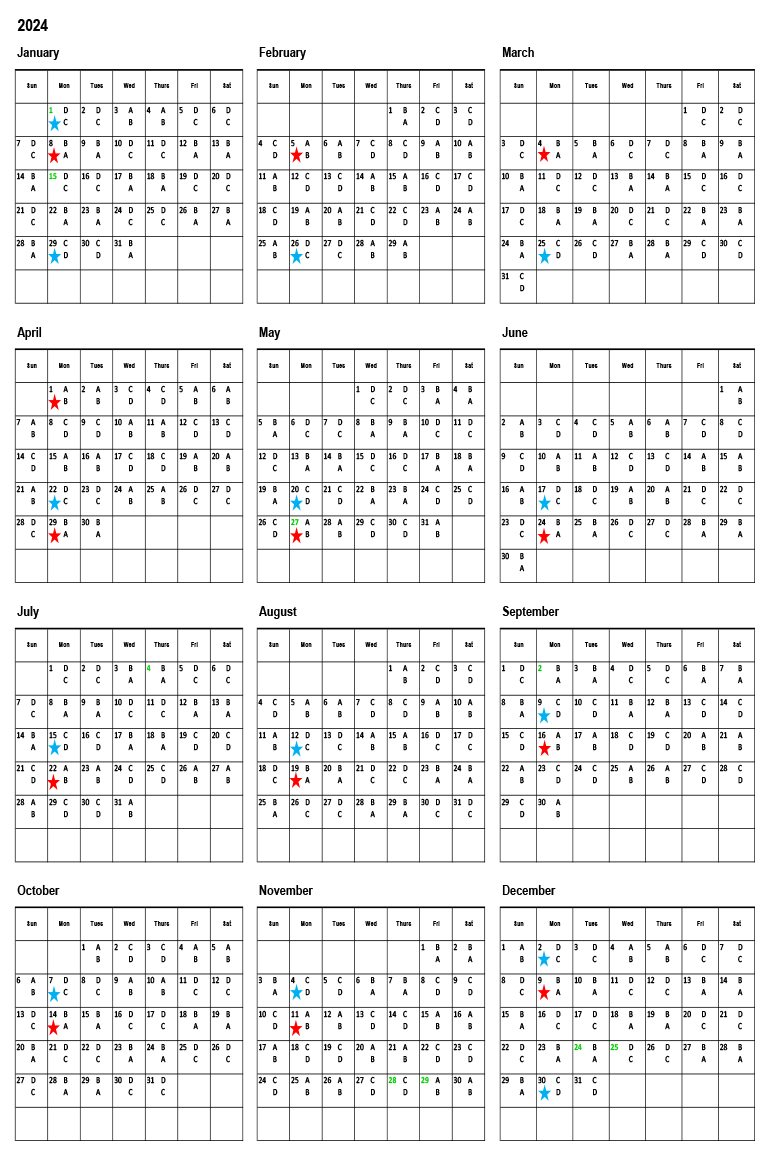 2024
January
Sun Mon Tues Wed Thurs Fri Sat
1 D 2 D 3 A 4 A 5 D 6 D
C C B B C C
7 D 8 B 9 B 10 D 11 D 12 B 13 B
C A A C C A A
14 B 15 D 16 D 17 B 18 B 19 D 20 D
A C C A A C C
21 D 22 B 23 B 24 D 25 D 26 B 27 B
C A A C C A A
28 B 29 C 30 C 31 B
A D D A
February
Sun Mon Tues Wed Thurs Fri Sat
1 B 2 C 3 C
A D D
4 C 5 A 6 A 7 C 8 C 9 A 10 A
D B B D D B B
11 A 12 C 13 C 14 A 15 A 16 C 17 C
B D D B B D D
18 C 19 A 20 A 21 C 22 C 23 A 24 A
D B B D D B B
25 A 26 D 27 D 28 A 29 A
B C C B B
March
Sun Mon Tues Wed Thurs Fri Sat
1 D 2 D
C C
3 D 4 B 5 B 6 D 7 D 8 B 9 B
C A A C C A A
10 B 11 D 12 D 13 B 14 B 15 D 16 D
A C C A A C C
17 D 18 B 19 B 20 D 21 D 22 B 23 B
C A A C C A A
24 B 25 C 26 C 27 B 28 B 29 C 30 C
A D D A A D D
31 C
D
April
Sun Mon Tues Wed Thurs Fri Sat
1 A 2 A 3 C 4 C 5 A 6 A
B B D D B B
7 A 8 C 9 C 10 A 11 A 12 C 13 C
B D D B B D D
14 C 15 A 16 A 17 C 18 C 19 A 20 A
D B B D D B B
21 A 22 D 23 D 24 A 25 A 26 D 27 D
B C C B B C C
28 D 29 B 30 B
C A A
May
Sun Mon Tues Wed Thurs Fri Sat
1 D 2 D 3 B 4 B
C C A A
5 B 6 D 7 D 8 B 9 B 10 D 11 D
A C C A A C C
12 D 13 B 14 B 15 D 16 D 17 B 18 B
C A A C C A A
19 B 20 C 21 C 22 B 23 B 24 C 25 C
A D D A A D D
26 C 27 A 28 A 29 C 30 C 31 A
D B B D D B
June
Sun Mon Tues Wed Thurs Fri Sat
1 A
B
2 A 3 C 4 C 5 A 6 A 7 C 8 C
B D D B B D D
9 C 10 A 11 A 12 C 13 C 14 A 15 A
D B B D D B B
16 A 17 D 18 D 19 A 20 A 21 D 22 D
B C C B B C C
23 D 24 B 25 B 26 D 27 D 28 B 29 B
C A A C C A A
30 B
A
July
Sun Mon Tues Wed Thurs Fri Sat
1 D 2 D 3 B 4 B 5 D 6 D
C C A A C C
7 D 8 B 9 B 10 D 11 D 12 B 13 B
C A A C C A A
14 B 15 C 16 C 17 B 18 B 19 C 20 C
A D D A A D D
21 C 22 A 23 A 24 C 25 C 26 A 27 A
D B B D D B B
28 A 29 C 30 C 31 A
B D D B
August
Sun Mon Tues Wed Thurs Fri Sat
1 A 2 C 3 C
B D D
4 C 5 A 6 A 7 C 8 C 9 A 10 A
D B B D D B B
11 A 12 D 13 D 14 A 15 A 16 D 17 D
B C C B B C C
18 D 19 B 20 B 21 D 22 D 23 B 24 B
C A A C C A A
25 B 26 D 27 D 28 B 29 B 30 D 31 D
A C C A A C C
September
Sun Mon Tues Wed Thurs Fri Sat
1 D 2 B 3 B 4 D 5 D 6 B 7 B
C A A C C A A
8 B 9 C 10 C 11 B 12 B 13 C 14 C
A D D A A D D
15 C 16 A 17 A 18 C 19 C 20 A 21 A
D B B D D B B
22 A 23 C 24 C 25 A 26 A 27 C 28 C
B D D B B D D
29 C 30 A
D B
October
Sun Mon Tues Wed Thurs Fri Sat
1 A 2 C 3 C 4 A 5 A
B D D B B
6 A 7 D 8 D 9 A 10 A 11 D 12 D
B C C B B C C
13 D 14 B 15 B 16 D 17 D 18 B 19 B
C A A C C A A
20 B 21 D 22 D 23 B 24 B 25 D 26 D
A C C A A C C
27 D 28 B 29 B 30 D 31 D
C A A C C
November
Sun Mon Tues Wed Thurs Fri Sat
1 B 2 B
A A
3 B 4 C 5 C 6 B 7 B 8 C 9 C
A D D A A D D
10 C 11 A 12 A 13 C 14 C 15 A 16 A
D B B D D B B
17 A 18 C 19 C 20 A 21 A 22 C 23 C
B D D B B D D
24 C 25 A 26 A 27 C 28 C 29 A 30 A
D B B D D B B
December
Sun Mon Tues Wed Thurs Fri Sat
1 A 2 D 3 D 4 A 5 A 6 D 7 D
B C C B B C C
8 D 9 B 10 B 11 D 12 D 13 B 14 B
C A A C C A A
15 B 16 D 17 D 18 B 19 B 20 D 21 D
A C C A A C C
22 D 23 B 24 B 25 D 26 D 27 B 28 B
C A A C C A A
29 B 30 C 31 C
A D D